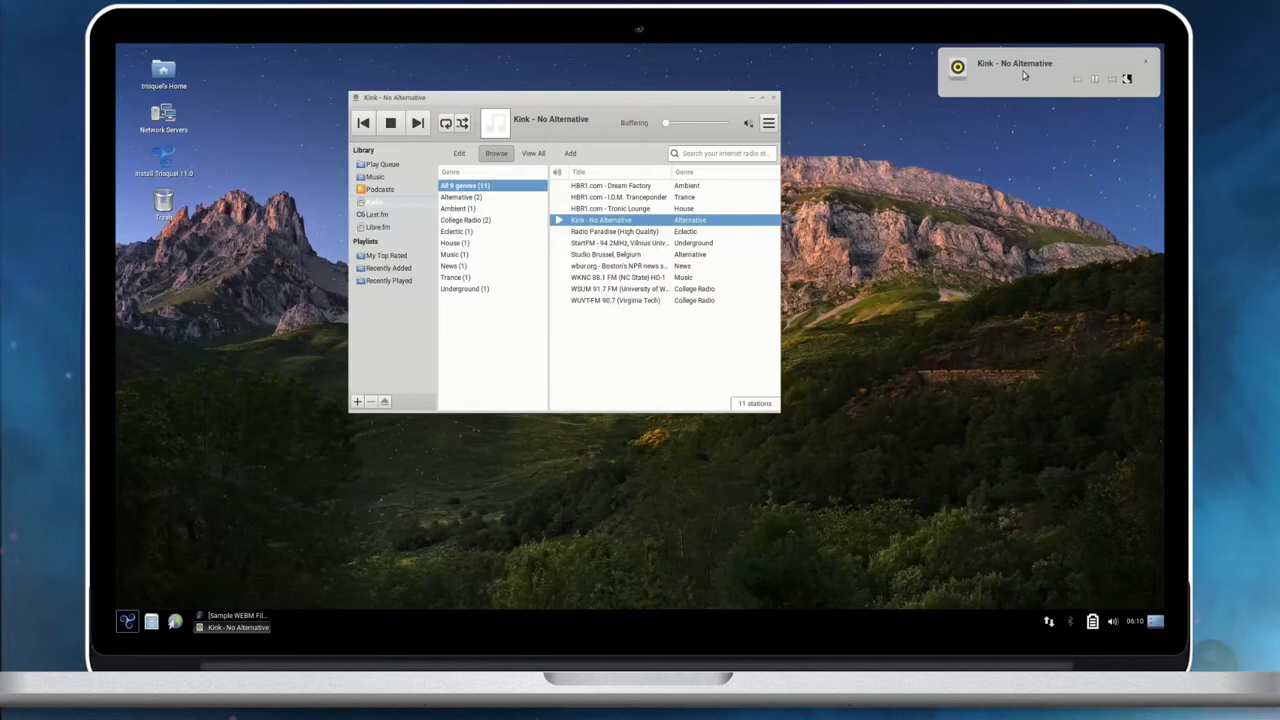 trisquel's Home
Network Servers
Install Trisquel 11.0
Trash
Kink - No Alternative
Kink - No Alternative
Kink - No Alternative
Buffering
Library
Play Queue
Music
Podcasts
Radio
Last.fm
Libre.fm
Playlists
My Top Rated
Recently Added
Recently Played
Edit
Browse
View All
Add
Search your internet radio st...
Genre
All 9 genres (11)
Alternative (2)
Ambient (1)
College Radio (2)
Eclectic (1)
House (1)
Music (1)
News (1)
Trance (1)
Underground (1)
Title Genre
HBR1.com - Dream Factory Ambient
HBR1.com - I.D.M. Tranceponder Trance
HBR1.com - Tronic Lounge House
Kink - No Alternative Alternative
Radio Paradise (High Quality) Eclectic
StartFM - 94.2MHz, Vilnius Univ... Underground
Studio Brussel, Belgium Alternative
wbur.org - Boston's NPR news s... News
WKNC 88.1 FM (NC State) HD-1 Music
WSUM 91.7 FM (University of W... College Radio
WUVT-FM 90.7 (Virginia Tech) College Radio
11 stations
[Sample WEBM Fil...
Kink - No Alternative
06:10